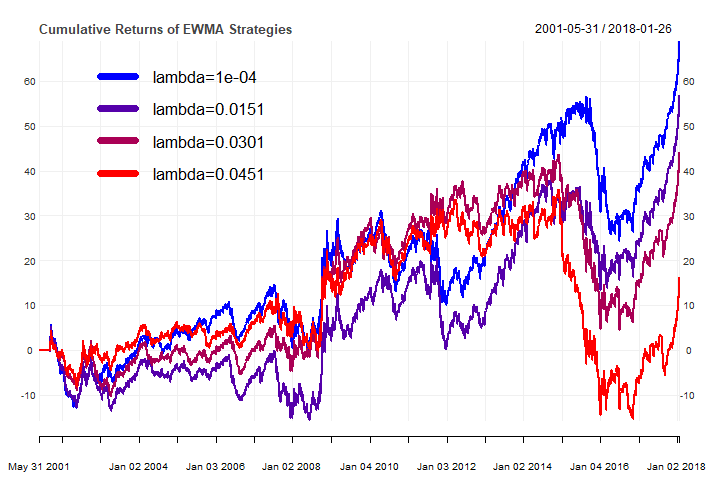 Cumulative Returns of EWMA Strategies
2001-05-31 / 2018-01-26
lambda=1e-04
lambda=0.0151
lambda=0.0301
lambda=0.0451
60 60
50 50
40 40
30 30
20 20
10 10
0 0
-10 -10
May 31 2001 Jan 02 2004 Jan 03 2006 Jan 02 2008 Jan 04 2010 Jan 03 2012 Jan 02 2014 Jan 04 2016 Jan 02 2018